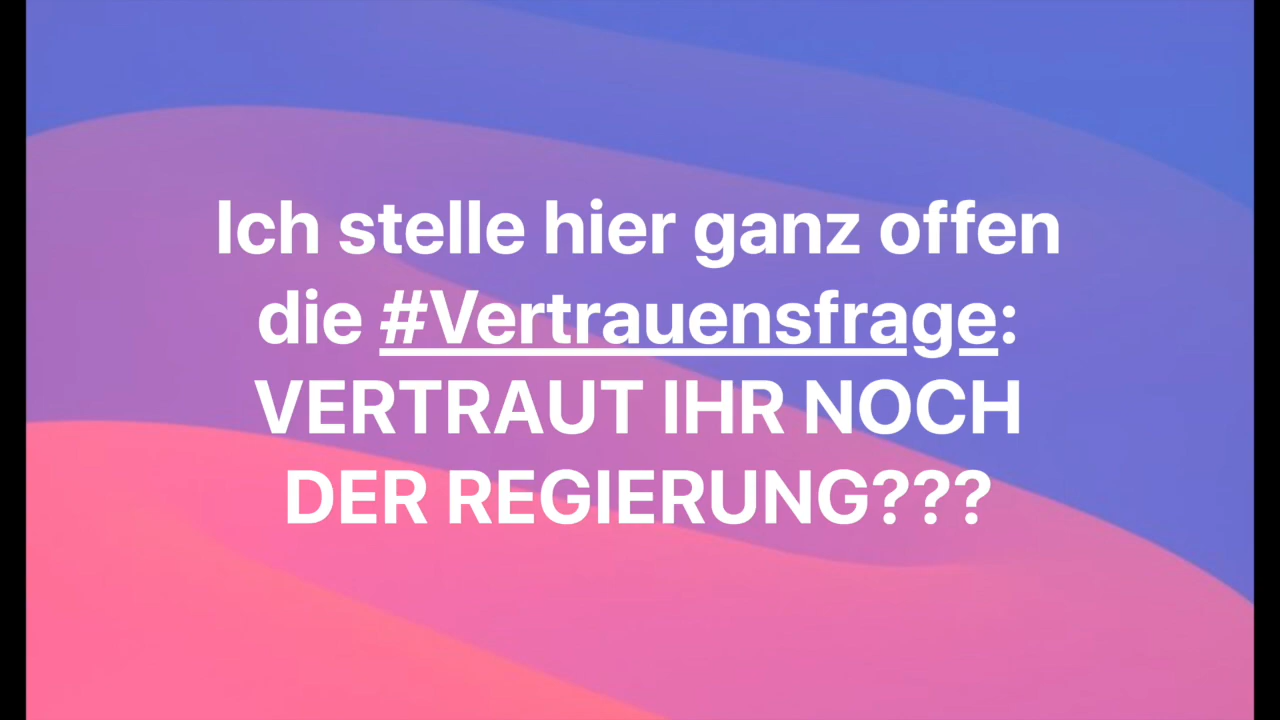 Ich stelle hier ganz offen
die #Vertrauensfrage:
VERTRAUT IHR NOCH
DER REGIERUNG???